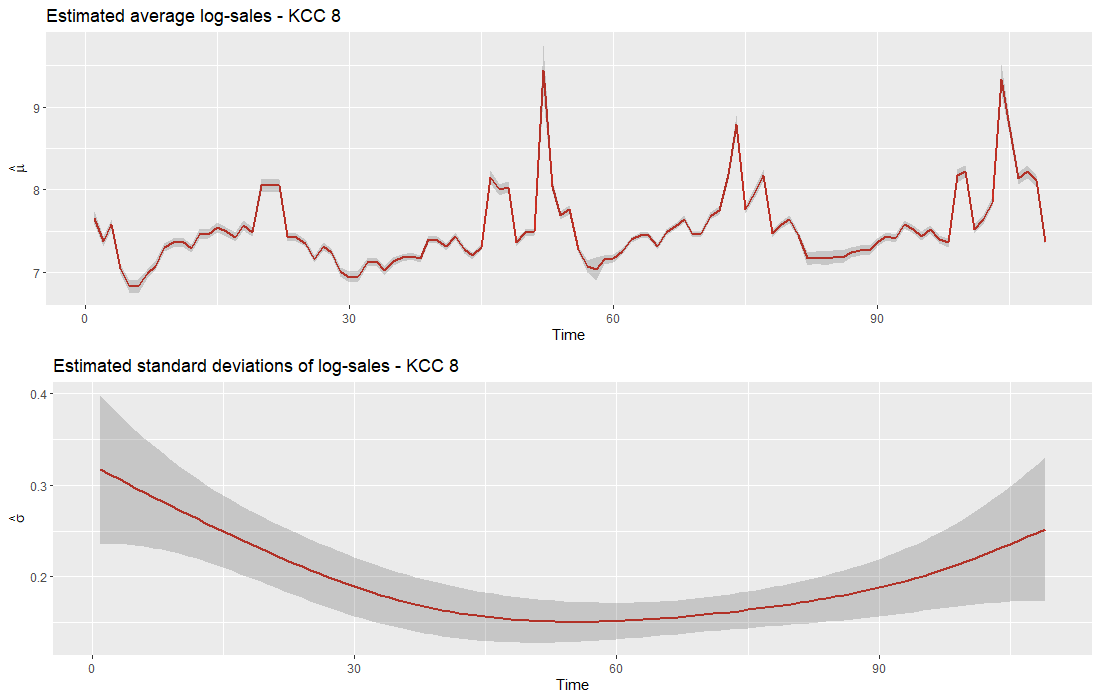 Estimated average log-sales - KCC 8
9
8
7
μ̂
0 30 60 90
Time
Estimated standard deviations of log-sales - KCC 8
0.4
0.3
0.2
σ̂
0 30 60 90
Time